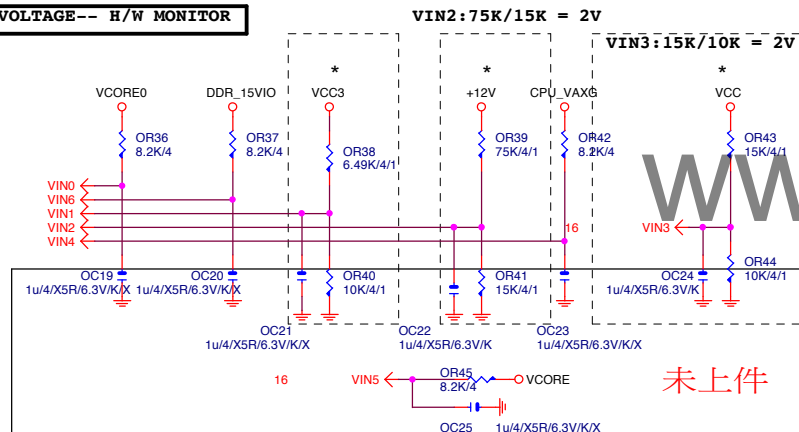 VOLTAGE-- H/W MONITOR
VIN2:75K/15K = 2V
VIN3:15K/10K = 2V
*
*
*
VCORE0
DDR_15VIO
VCC3
+12V
CPU_VAXG
VCC
OR36
8.2K/4
OR37
8.2K/4
OR38
6.49K/4/1
OR39
75K/4/1
OR42
8.2K/4
OR43
15K/4/1
WW
VIN0
VIN6
VIN1
VIN2
VIN4
16
VIN3
OC19
1u/4/X5R/6.3V/K/X
OC20
1u/4/X5R/6.3V/K/X
OR40
10K/4/1
OR41
15K/4/1
OC24
1u/4/X5R/6.3V/K
OR44
10K/4/1
OC21
1u/4/X5R/6.3V/K/X
OC22
1u/4/X5R/6.3V/K
OC23
1u/4/X5R/6.3V/K/X
16
VIN5
OR45
8.2K/4
VCORE
未上件
OC25
1u/4/X5R/6.3V/K/X